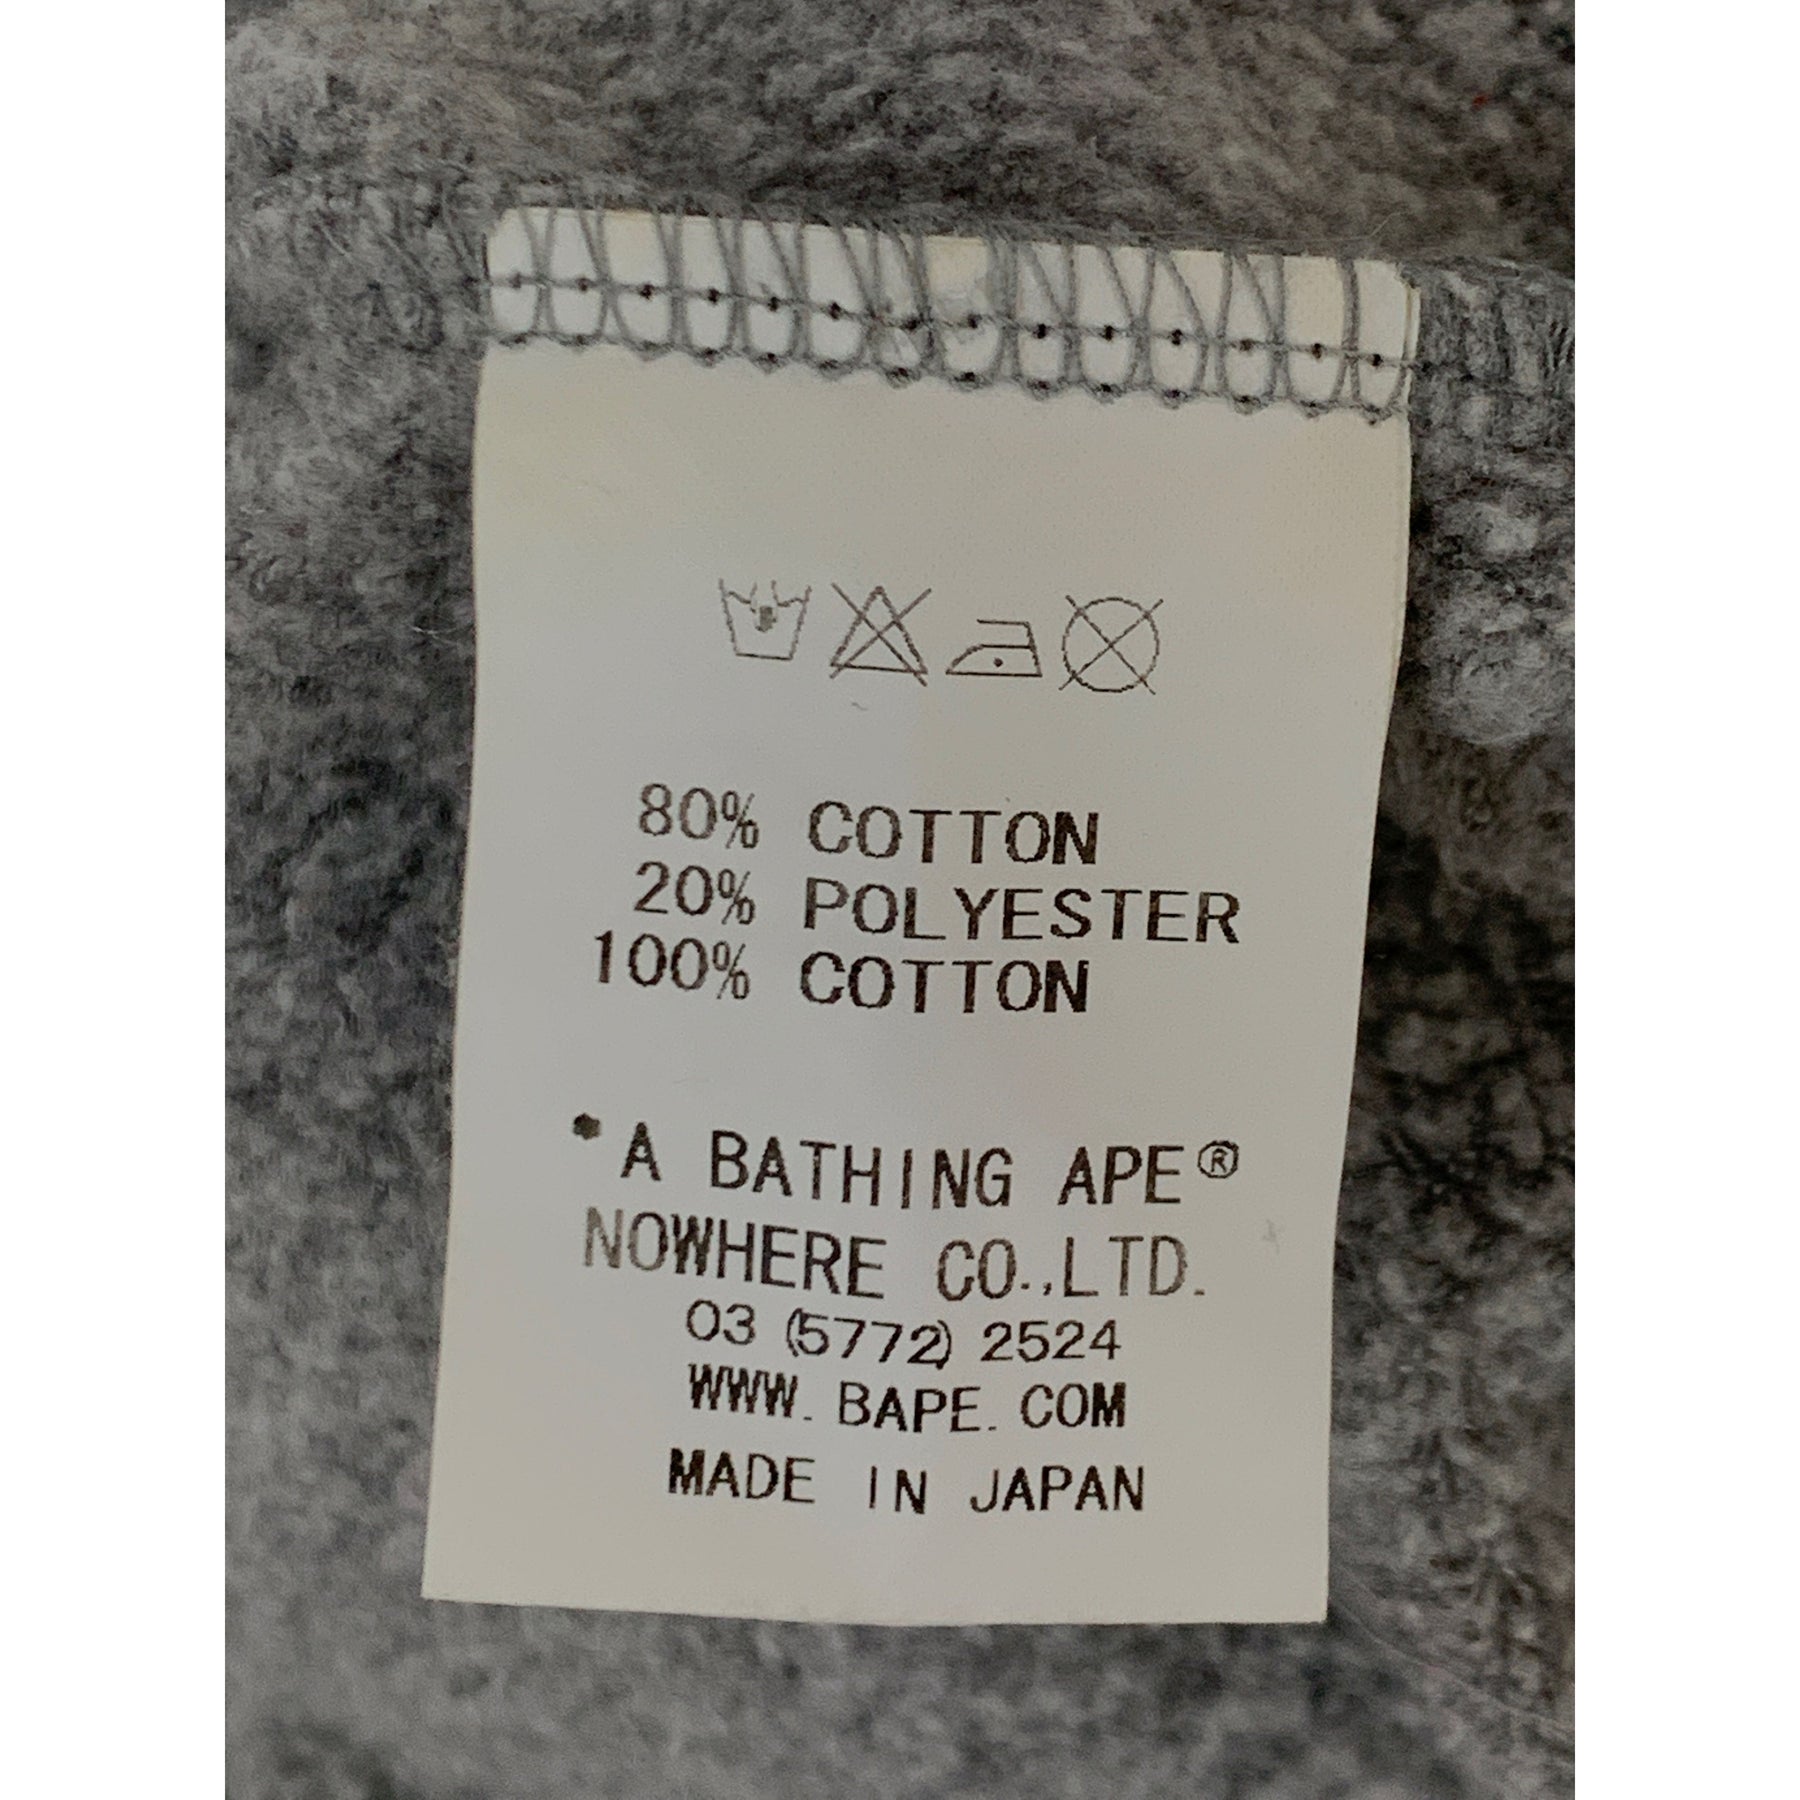 80% COTTON
20% POLYESTER
100% COTTON
*A BATHING APE®
NOWHERE CO.,LTD.
03 (5772) 2524
WWW. BAPE. COM
MADE IN JAPAN